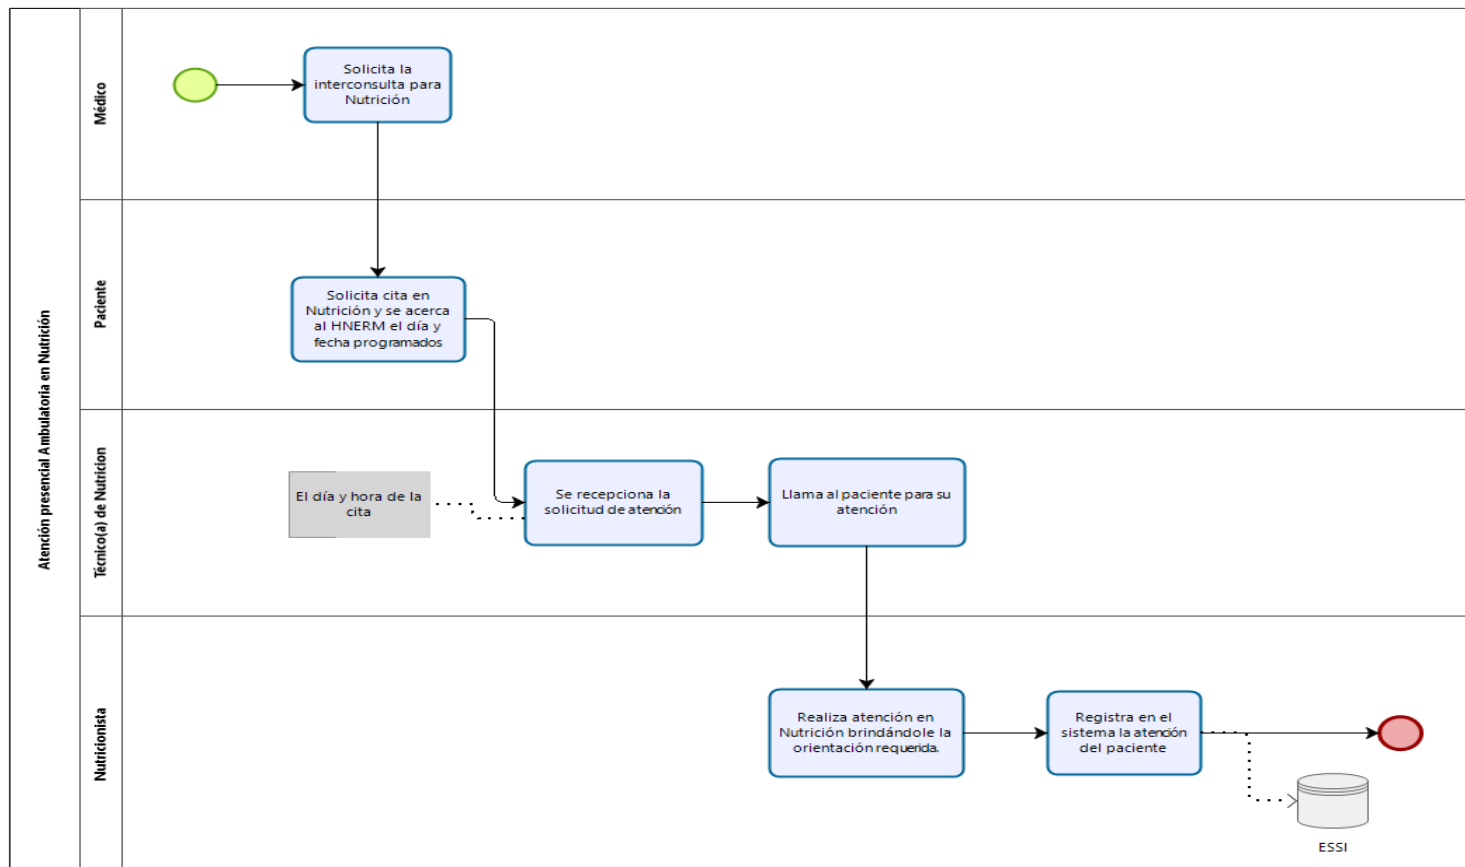 Atención presencial Ambulatoria en Nutrición
Médico
Solicita la
interconsulta para
Nutrición
Paciente
Solicita cita en
Nutrición y se acerca
al HNERM el día y
fecha programados
Técnico(a) de Nutricion
El día y hora de la
cita
Se recepciona la
solicitud de atención
Llama al paciente para su
atención
Nutricionista
Realiza atención en
Nutrición brindándole la
orientación requerida.
Registra en el
sistema la atención
del paciente
ESSI